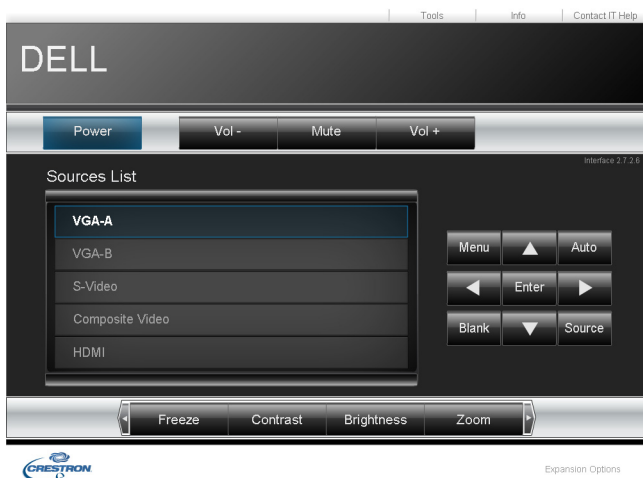 Tools Info Contact IT Help
DELL
Power Vol - Mute Vol +
Interface 2.7.2.6
Sources List
VGA-A
VGA-B
S-Video
Composite Video
HDMI
Menu Auto
Enter
Blank Source
Freeze Contrast Brightness Zoom
CRESTRON
Expansion Options